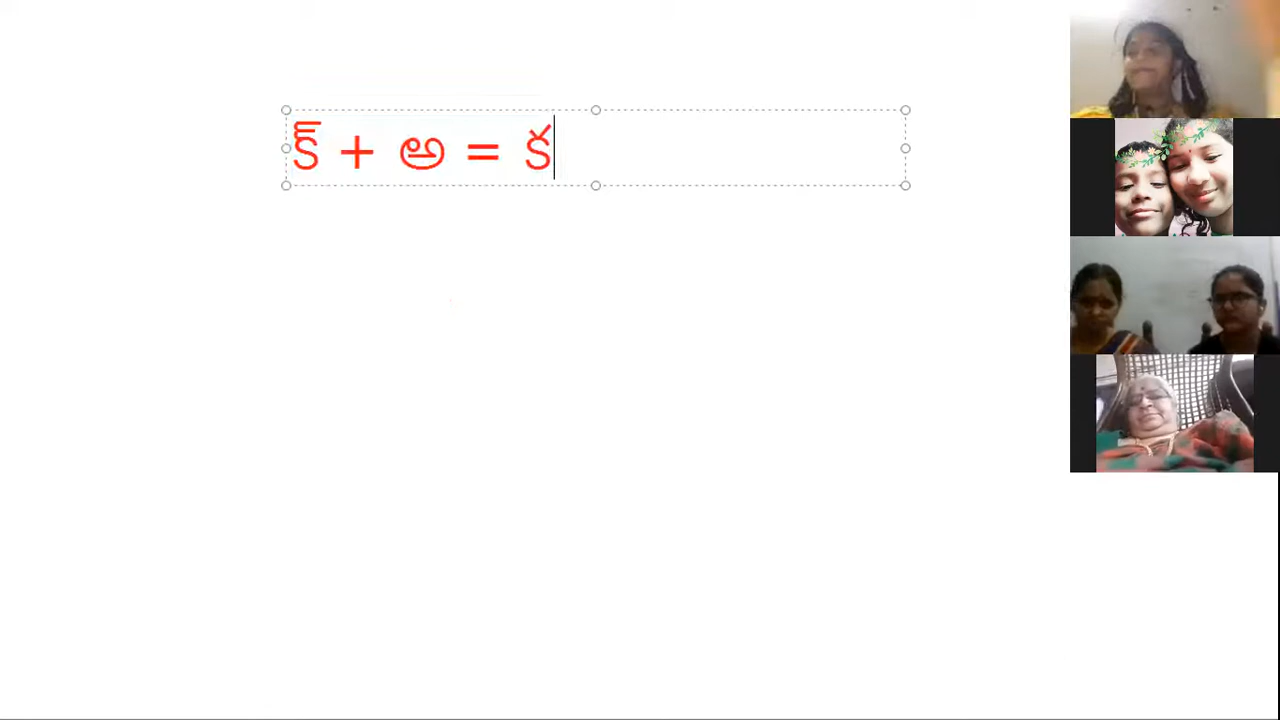 క్ + అ = క